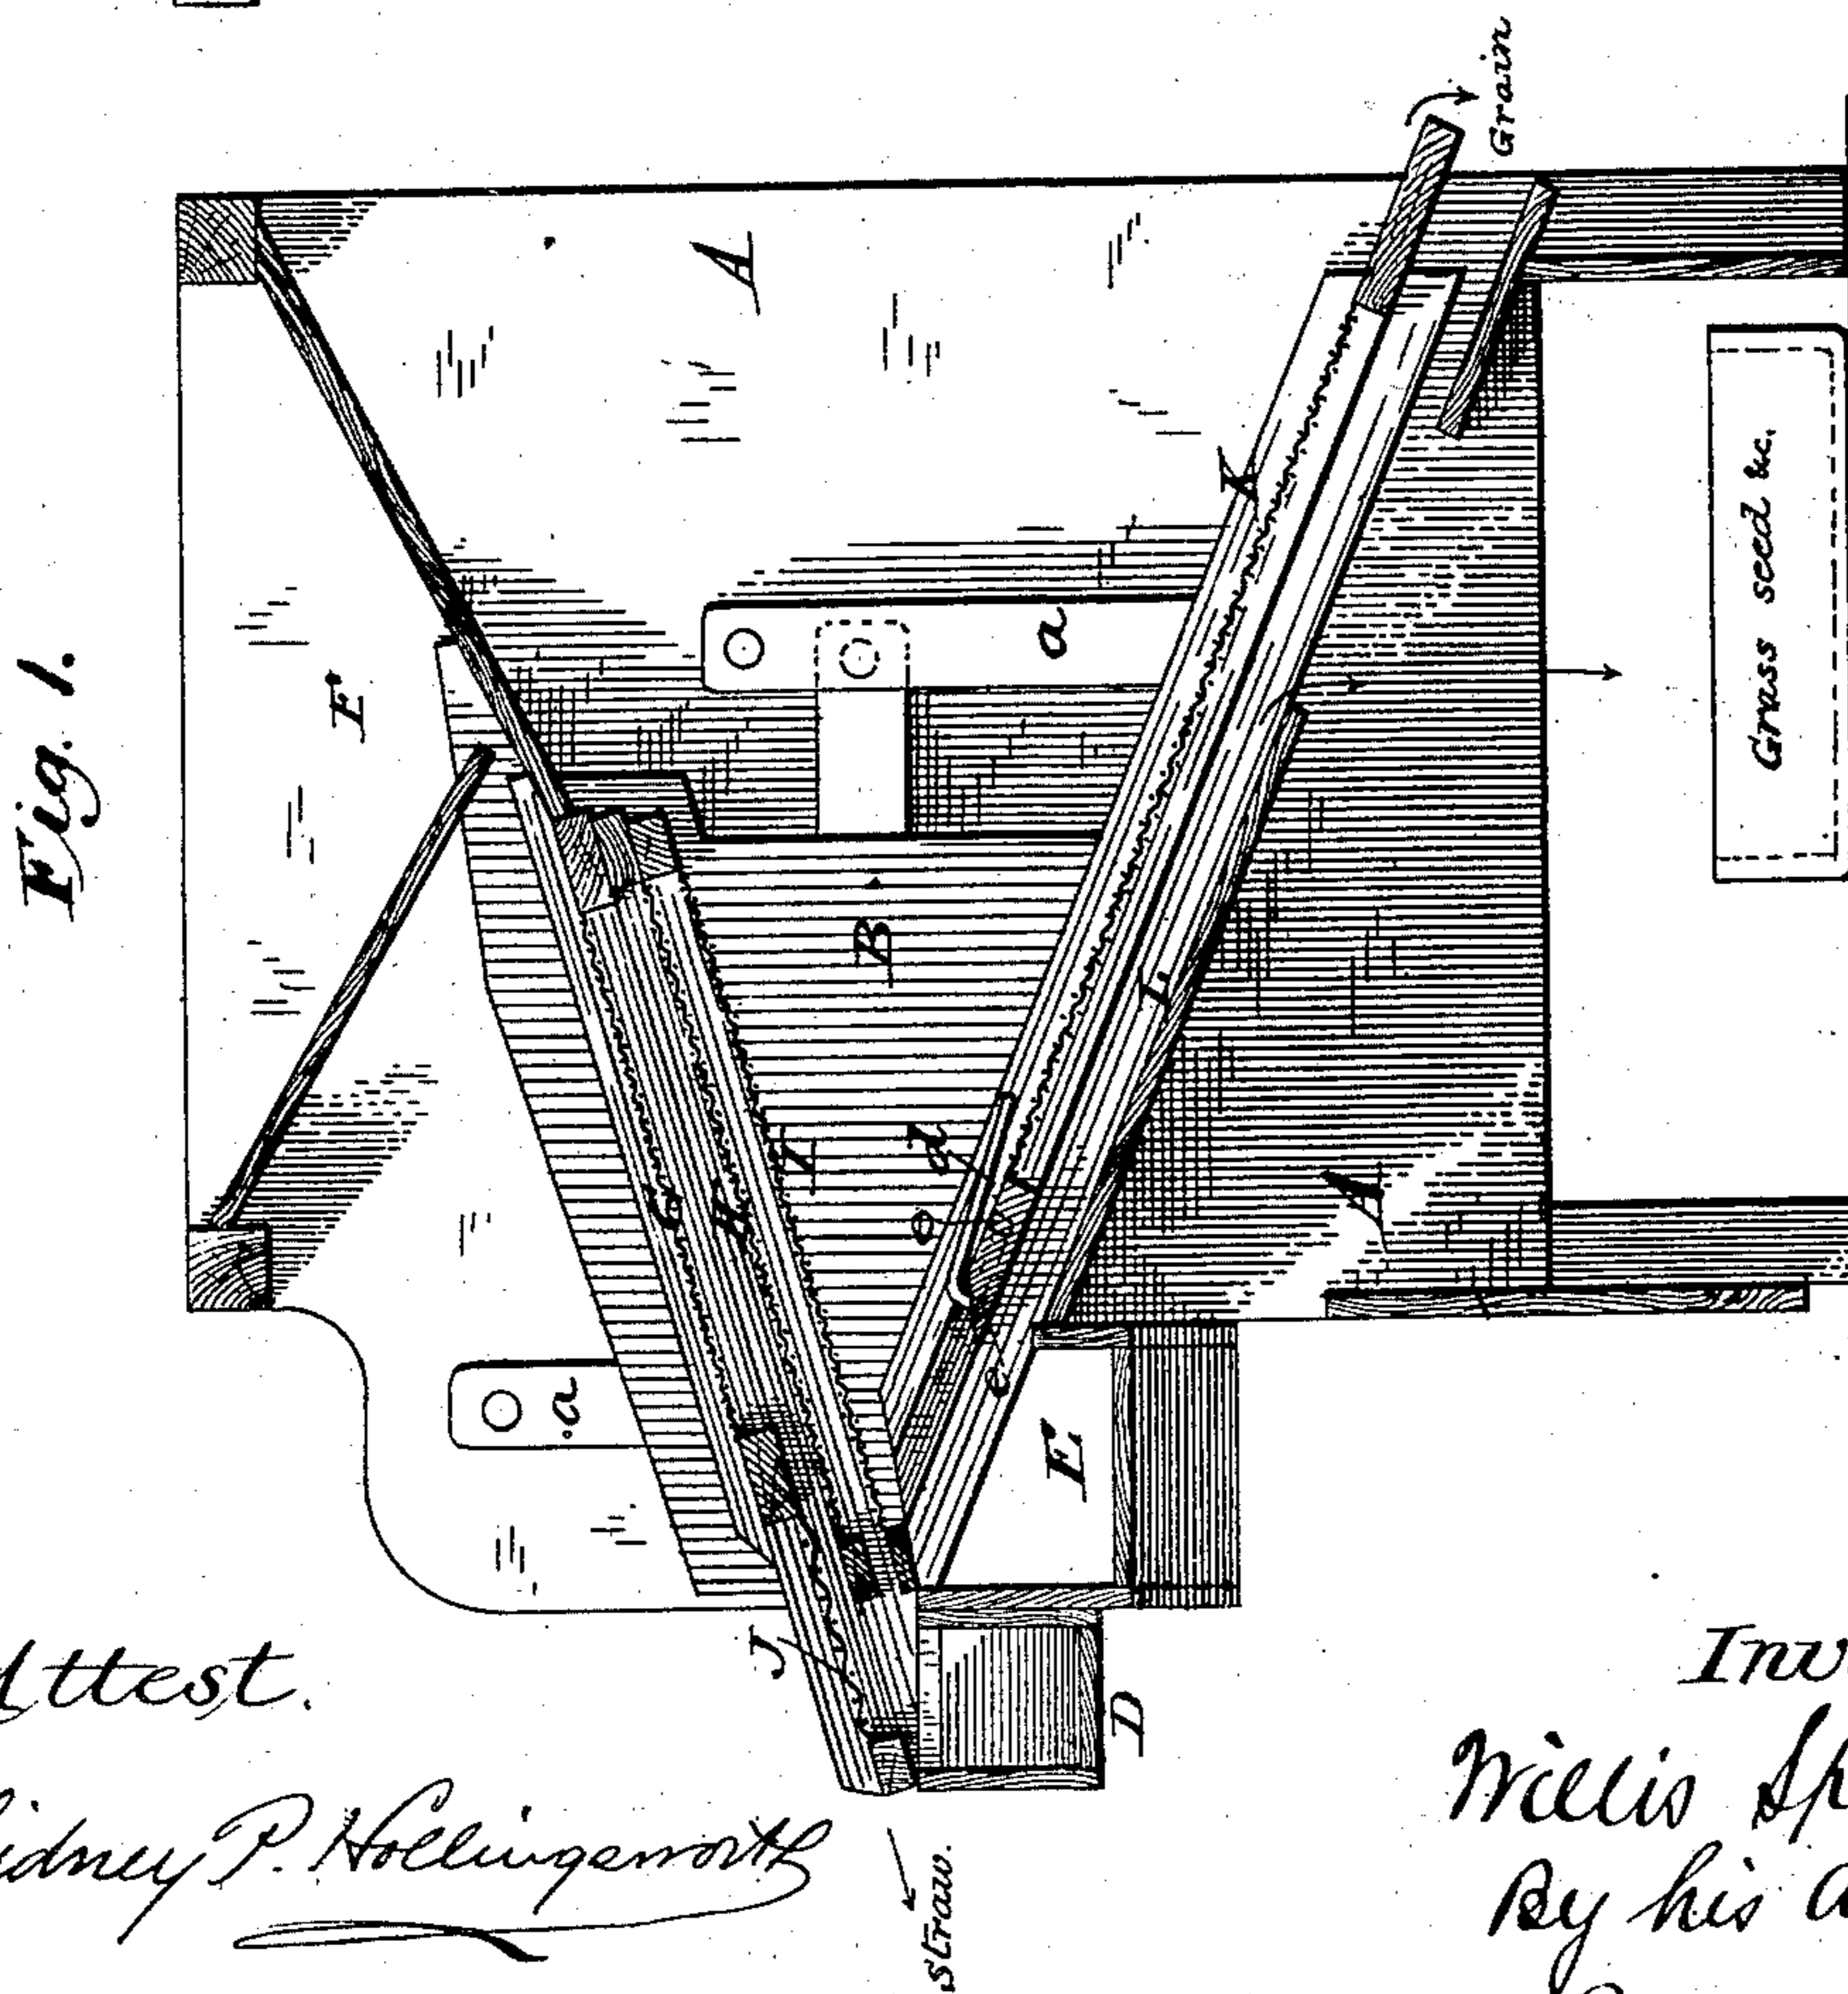 Fig. 1.
F
A
Grain
K
a
B
G
H
I
d
e
e
L
A
a
J
E
D
Grass seed &c.
Straw.
Attest.
Sidney P. Hollingsworth
Inv
Willis Sp
By his a